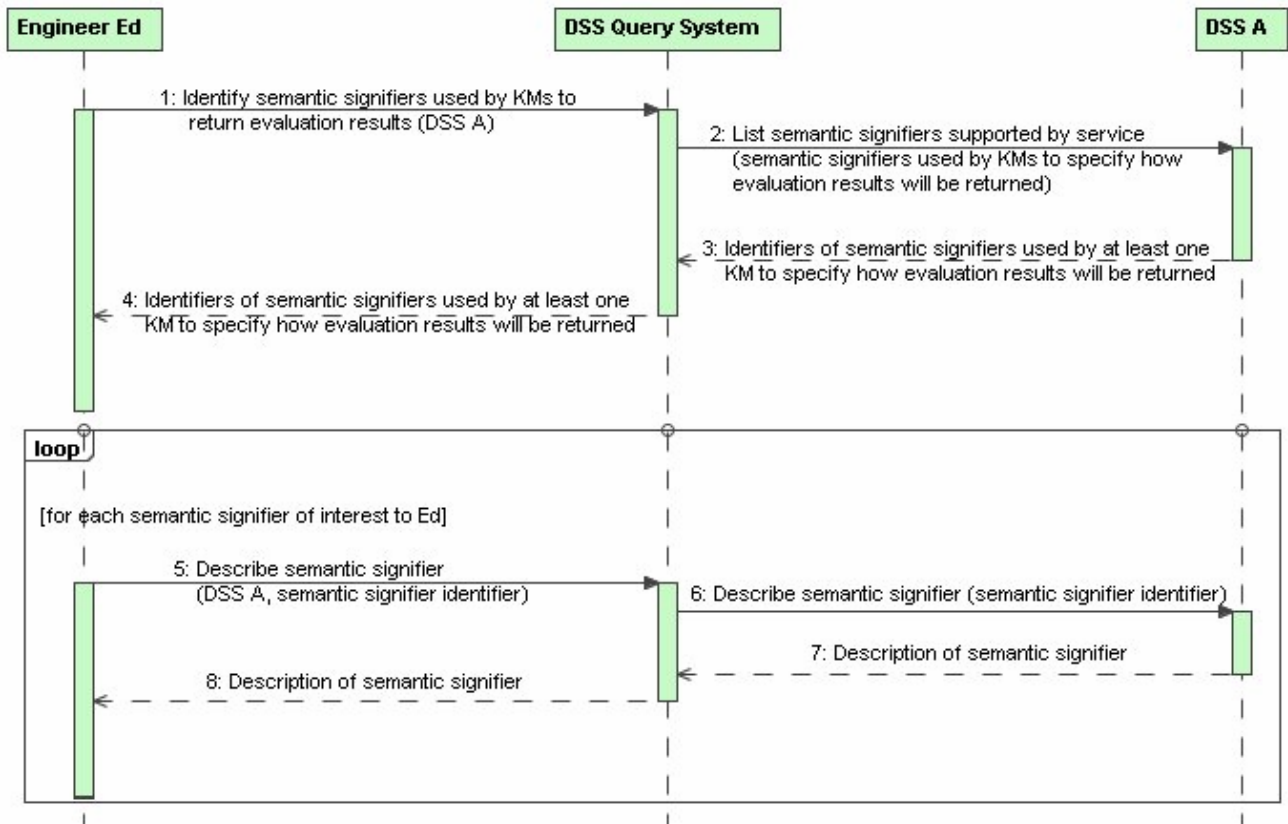 Engineer Ed
DSS Query System
DSS A
1: Identify semantic signifiers used by KMs to
return evaluation results (DSS A)
2: List semantic signifiers supported by service
(semantic signifiers used by KMs to specify how
evaluation results will be returned)
3: Identifiers of semantic signifiers used by at least one
KM to specify how evaluation results will be returned
4: Identifiers of semantic signifiers used by at least one
KM to specify how evaluation results will be returned
loop
[for each semantic signifier of interest to Ed]
5: Describe semantic signifier
(DSS A, semantic signifier identifier)
6: Describe semantic signifier (semantic signifier identifier)
7: Description of semantic signifier
8: Description of semantic signifier